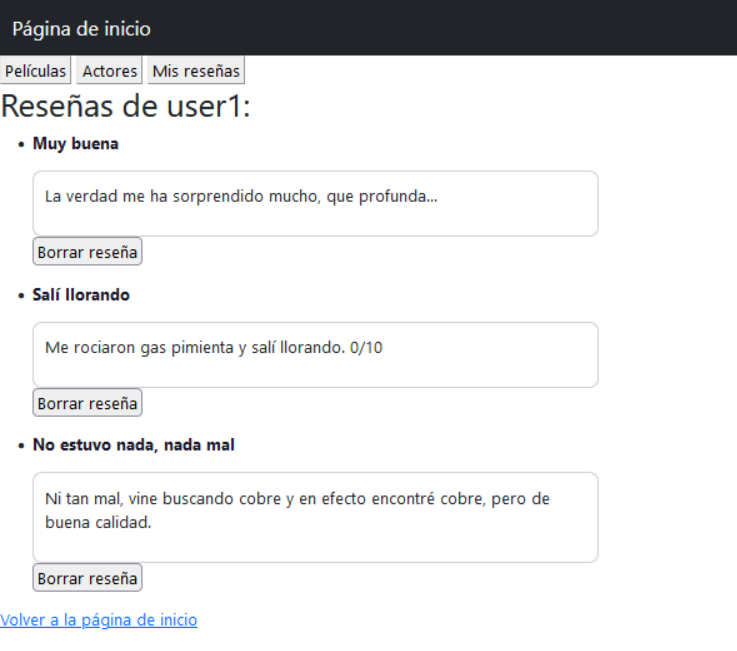 Página de inicio
Películas Actores Mis reseñas
Reseñas de user1:
Muy buena
La verdad me ha sorprendido mucho, que profunda...
Borrar reseña
Salí llorando
Me rociaron gas pimienta y salí llorando. 0/10
Borrar reseña
No estuvo nada, nada mal
Ni tan mal, vine buscando cobre y en efecto encontré cobre, pero de
buena calidad.
Borrar reseña
Volver a la página de inicio